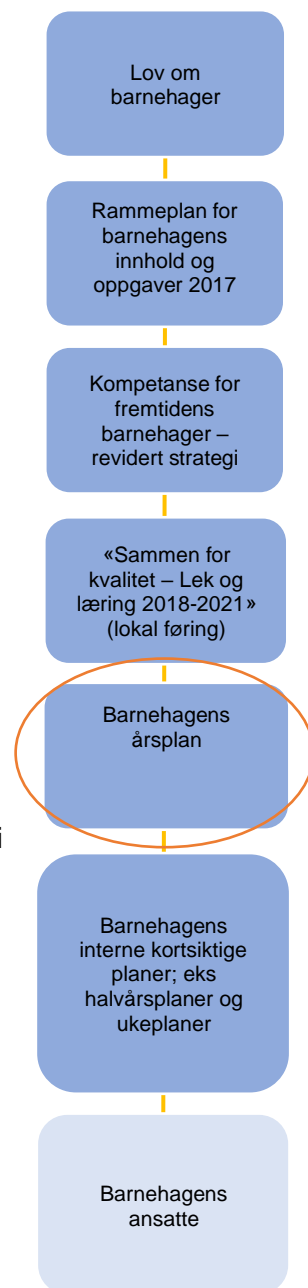 Lov om
barnehager
Rammeplan for
barnehagens
innhold og
oppgaver 2017
Kompetanse for
fremtidens
barnehager –
revidert strategi
«Sammen for
kvalitet – Lek og
læring 2018-2021»
(lokal føring)
Barnehagens
årsplan
i
Barnehagens
interne kortsiktige
planer; eks
halvårsplaner og
ukeplaner
Barnehagens
ansatte